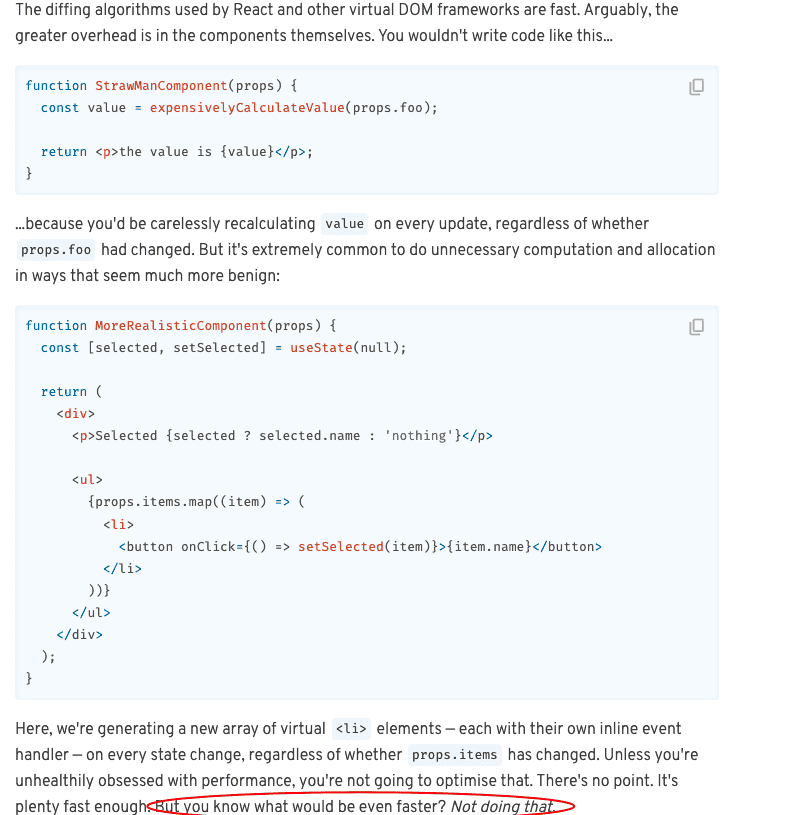 The diffing algorithms used by React and other virtual DOM frameworks are fast. Arguably, the
greater overhead is in the components themselves. You wouldn't write code like this…
function StrawManComponent(props) {
  const value = expensivelyCalculateValue(props.foo);

  return <p>the value is {value}</p>;
}
…because you'd be carelessly recalculating value on every update, regardless of whether
props.foo had changed. But it's extremely common to do unnecessary computation and allocation
in ways that seem much more benign:
function MoreRealisticComponent(props) {
  const [selected, setSelected] = useState(null);

  return (
    <div>
      <p>Selected {selected ? selected.name : 'nothing'}</p>

      <ul>
        {props.items.map((item) => (
          <li>
            <button onClick={() => setSelected(item)}>{item.name}</button>
          </li>
        ))}
      </ul>
    </div>
  );
}
Here, we're generating a new array of virtual <li> elements — each with their own inline event
handler — on every state change, regardless of whether props.items has changed. Unless you're
unhealthily obsessed with performance, you're not going to optimise that. There's no point. It's
plenty fast enough. But you know what would be even faster? Not doing that.